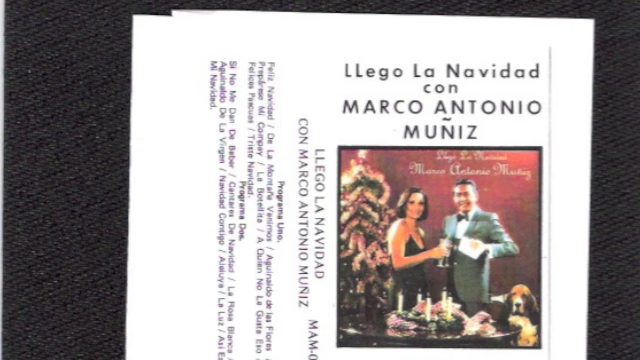 LLego La Navidad
con
MARCO ANTONIO
MUÑIZ
Llego La Navidad
Marco Antonio Muñiz
LLEGO LA NAVIDAD
CON MARCO ANTONIO MUÑIZ
MAM-0
Programa Uno.
Feliz Navidad / De La Montaña Venimos / Aguinaldo de las Flores
Prepárase Mi Compay / La Botellita / A Quien No Le Gusta Eso
Felices Pascuas / Triste Navidad.
Programa Dos.
Si No Me Dan De Beber / Cantares De Navidad / La Rosa Blanca /
Aguinaldo De La Virgen / Navidad Contigo / Aleluya / La Luz / Así Es
Mi Navidad.